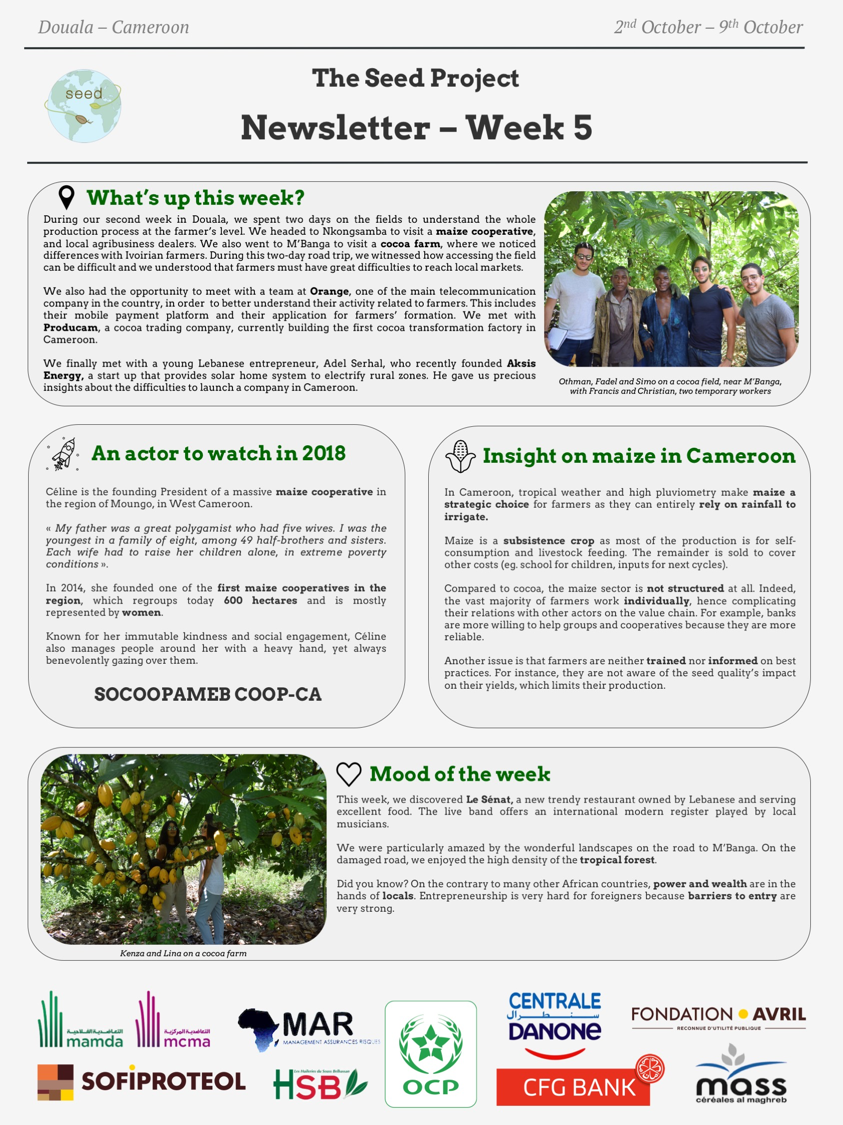 Douala – Cameroon
2nd October – 9th October
seed
The Seed Project
Newsletter – Week 5
What's up this week?
During our second week in Douala, we spent two days on the fields to understand the whole
production process at the farmer's level. We headed to Nkongsamba to visit a maize cooperative,
and local agribusiness dealers. We also went to M'Banga to visit a cocoa farm, where we noticed
differences with Ivoirian farmers. During this two-day road trip, we witnessed how accessing the field
can be difficult and we understood that farmers must have great difficulties to reach local markets.
We also had the opportunity to meet with a team at Orange, one of the main telecommunication
company in the country, in order to better understand their activity related to farmers. This includes
their mobile payment platform and their application for farmers' formation. We met with
Producam, a cocoa trading company, currently building the first cocoa transformation factory in
Cameroon.
We finally met with a young Lebanese entrepreneur, Adel Serhal, who recently founded Aksis
Energy, a start up that provides solar home system to electrify rural zones. He gave us precious
insights about the difficulties to launch a company in Cameroon.
Othman, Fadel and Simo on a cocoa field, near M'Banga,
with Francis and Christian, two temporary workers
An actor to watch in 2018
Céline is the founding President of a massive maize cooperative in
the region of Moungo, in West Cameroon.
« My father was a great polygamist who had five wives. I was the
youngest in a family of eight, among 49 half-brothers and sisters.
Each wife had to raise her children alone, in extreme poverty
conditions ».
In 2014, she founded one of the first maize cooperatives in the
region, which regroups today 600 hectares and is mostly
represented by women.
Known for her immutable kindness and social engagement, Céline
also manages people around her with a heavy hand, yet always
benevolently gazing over them.
SOCOOPAMEB COOP-CA
Insight on maize in Cameroon
In Cameroon, tropical weather and high pluviometry make maize a
strategic choice for farmers as they can entirely rely on rainfall to
irrigate.
Maize is a subsistence crop as most of the production is for self-
consumption and livestock feeding. The remainder is sold to cover
other costs (eg. school for children, inputs for next cycles).
Compared to cocoa, the maize sector is not structured at all. Indeed,
the vast majority of farmers work individually, hence complicating
their relations with other actors on the value chain. For example, banks
are more willing to help groups and cooperatives because they are more
reliable.
Another issue is that farmers are neither trained nor informed on best
practices. For instance, they are not aware of the seed quality's impact
on their yields, which limits their production.
Mood of the week
This week, we discovered Le Sénat, a new trendy restaurant owned by Lebanese and serving
excellent food. The live band offers an international modern register played by local
musicians.
We were particularly amazed by the wonderful landscapes on the road to M'Banga. On the
damaged road, we enjoyed the high density of the tropical forest.
Did you know? On the contrary to many other African countries, power and wealth are in the
hands of locals. Entrepreneurship is very hard for foreigners because barriers to entry are
very strong.
Kenza and Lina on a cocoa farm
التعاضدية الفلاحية
mamda
التعاضدية المركزية
mcma
MAR
MANAGEMENT ASSURANCES RISQUES
OCP
CENTRALE
سنطرال
DANONE
FONDATION AVRIL
RECONNUE D'UTILITÉ PUBLIQUE
SOFIPROTEOL
HSB
CFG BANK
mass
céréales al maghreb